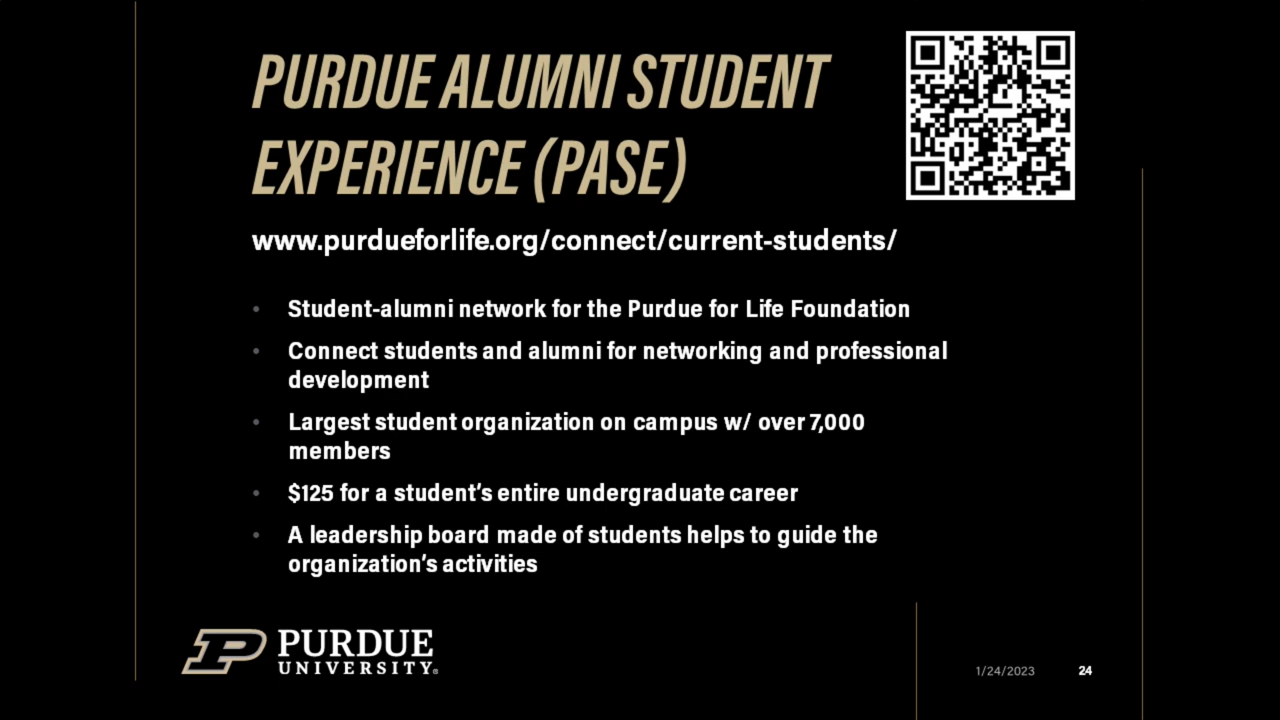 PURDUE ALUMNI STUDENT
EXPERIENCE (PASE)
www.purdueforlife.org/connect/current-students/
• Student-alumni network for the Purdue for Life Foundation
• Connect students and alumni for networking and professional
development
• Largest student organization on campus w/ over 7,000
members
• $125 for a student's entire undergraduate career
• A leadership board made of students helps to guide the
organization's activities
P PURDUE
UNIVERSITY®
1/24/2023 24